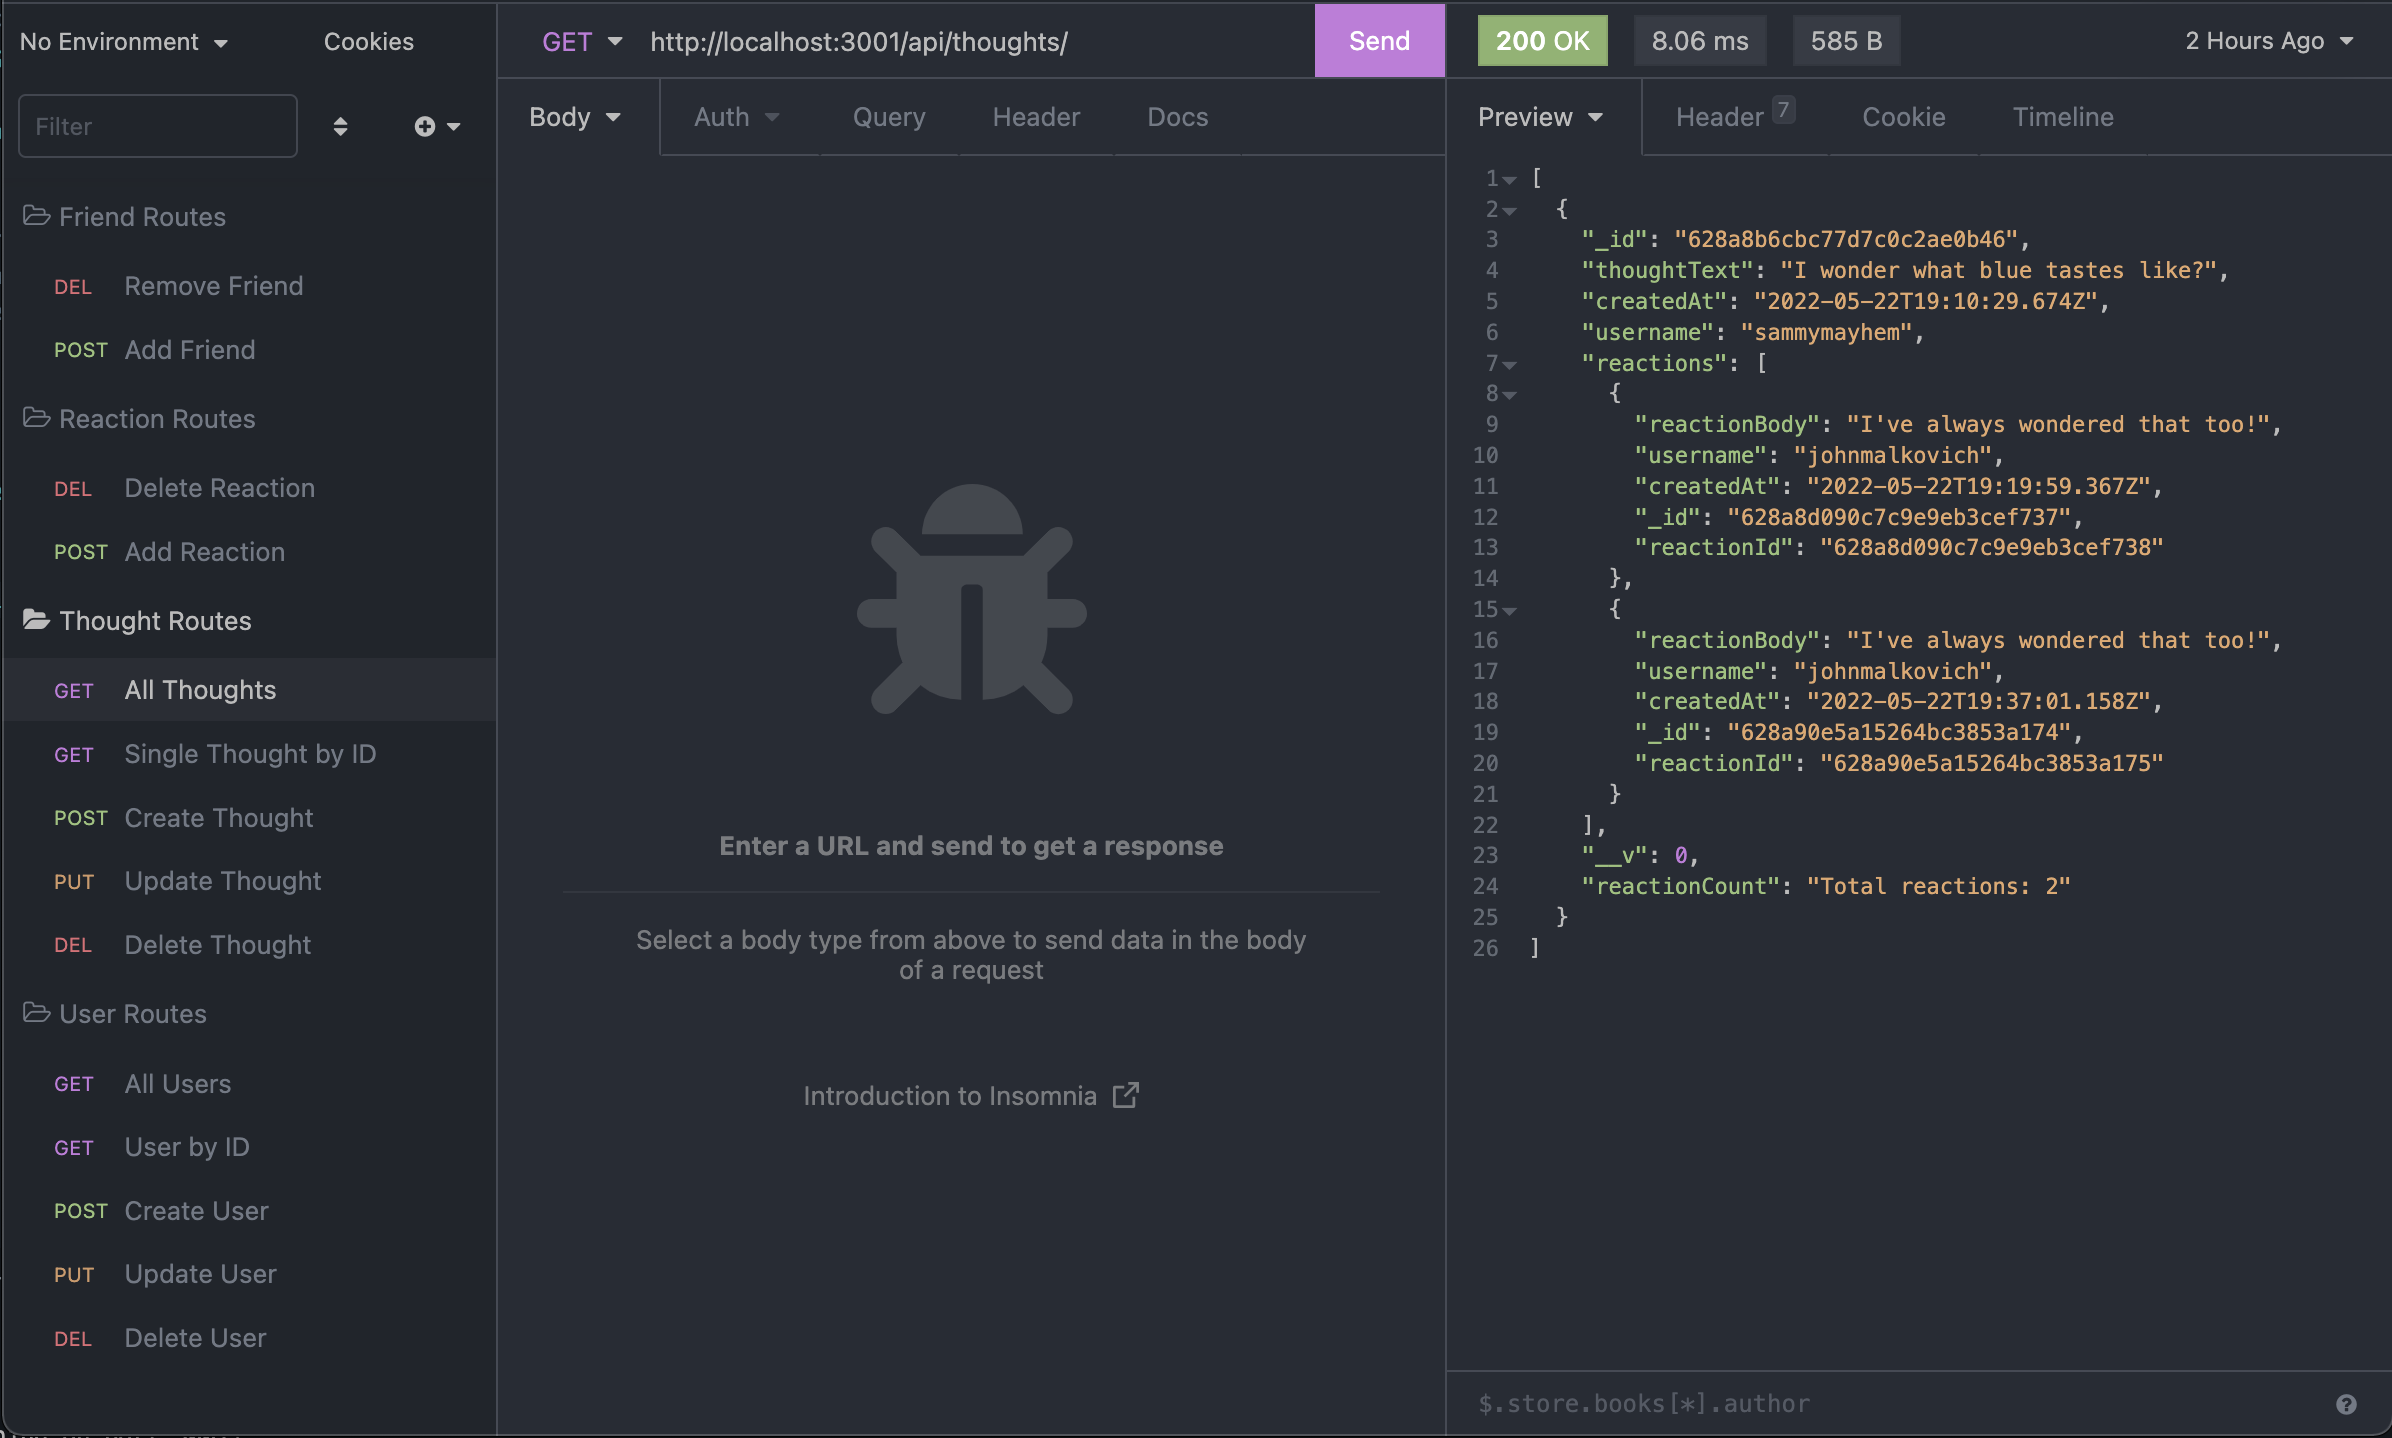 No Environment
Cookies
Filter
Friend Routes
DEL Remove Friend
POST Add Friend
Reaction Routes
DEL Delete Reaction
POST Add Reaction
Thought Routes
GET All Thoughts
GET Single Thought by ID
POST Create Thought
PUT Update Thought
DEL Delete Thought
User Routes
GET All Users
GET User by ID
POST Create User
PUT Update User
DEL Delete User
GET http://localhost:3001/api/thoughts/ Send
Body Auth Query Header Docs
Enter a URL and send to get a response
Select a body type from above to send data in the body
of a request
Introduction to Insomnia
200 OK 8.06 ms 585 B 2 Hours Ago
Preview Header 7 Cookie Timeline
1 [
2 {
3 "_id": "628a8b6cbc77d7c0c2ae0b46",
4 "thoughtText": "I wonder what blue tastes like?",
5 "createdAt": "2022-05-22T19:10:29.674Z",
6 "username": "sammymayhem",
7 "reactions": [
8 {
9 "reactionBody": "I've always wondered that too!",
10 "username": "johnmalkovich",
11 "createdAt": "2022-05-22T19:19:59.367Z",
12 "_id": "628a8d090c7c9e9eb3cef737",
13 "reactionId": "628a8d090c7c9e9eb3cef738"
14 },
15 {
16 "reactionBody": "I've always wondered that too!",
17 "username": "johnmalkovich",
18 "createdAt": "2022-05-22T19:37:01.158Z",
19 "_id": "628a90e5a15264bc3853a174",
20 "reactionId": "628a90e5a15264bc3853a175"
21 }
22 ],
23 "__v": 0,
24 "reactionCount": "Total reactions: 2"
25 }
26 ]
$.store.books[*].author